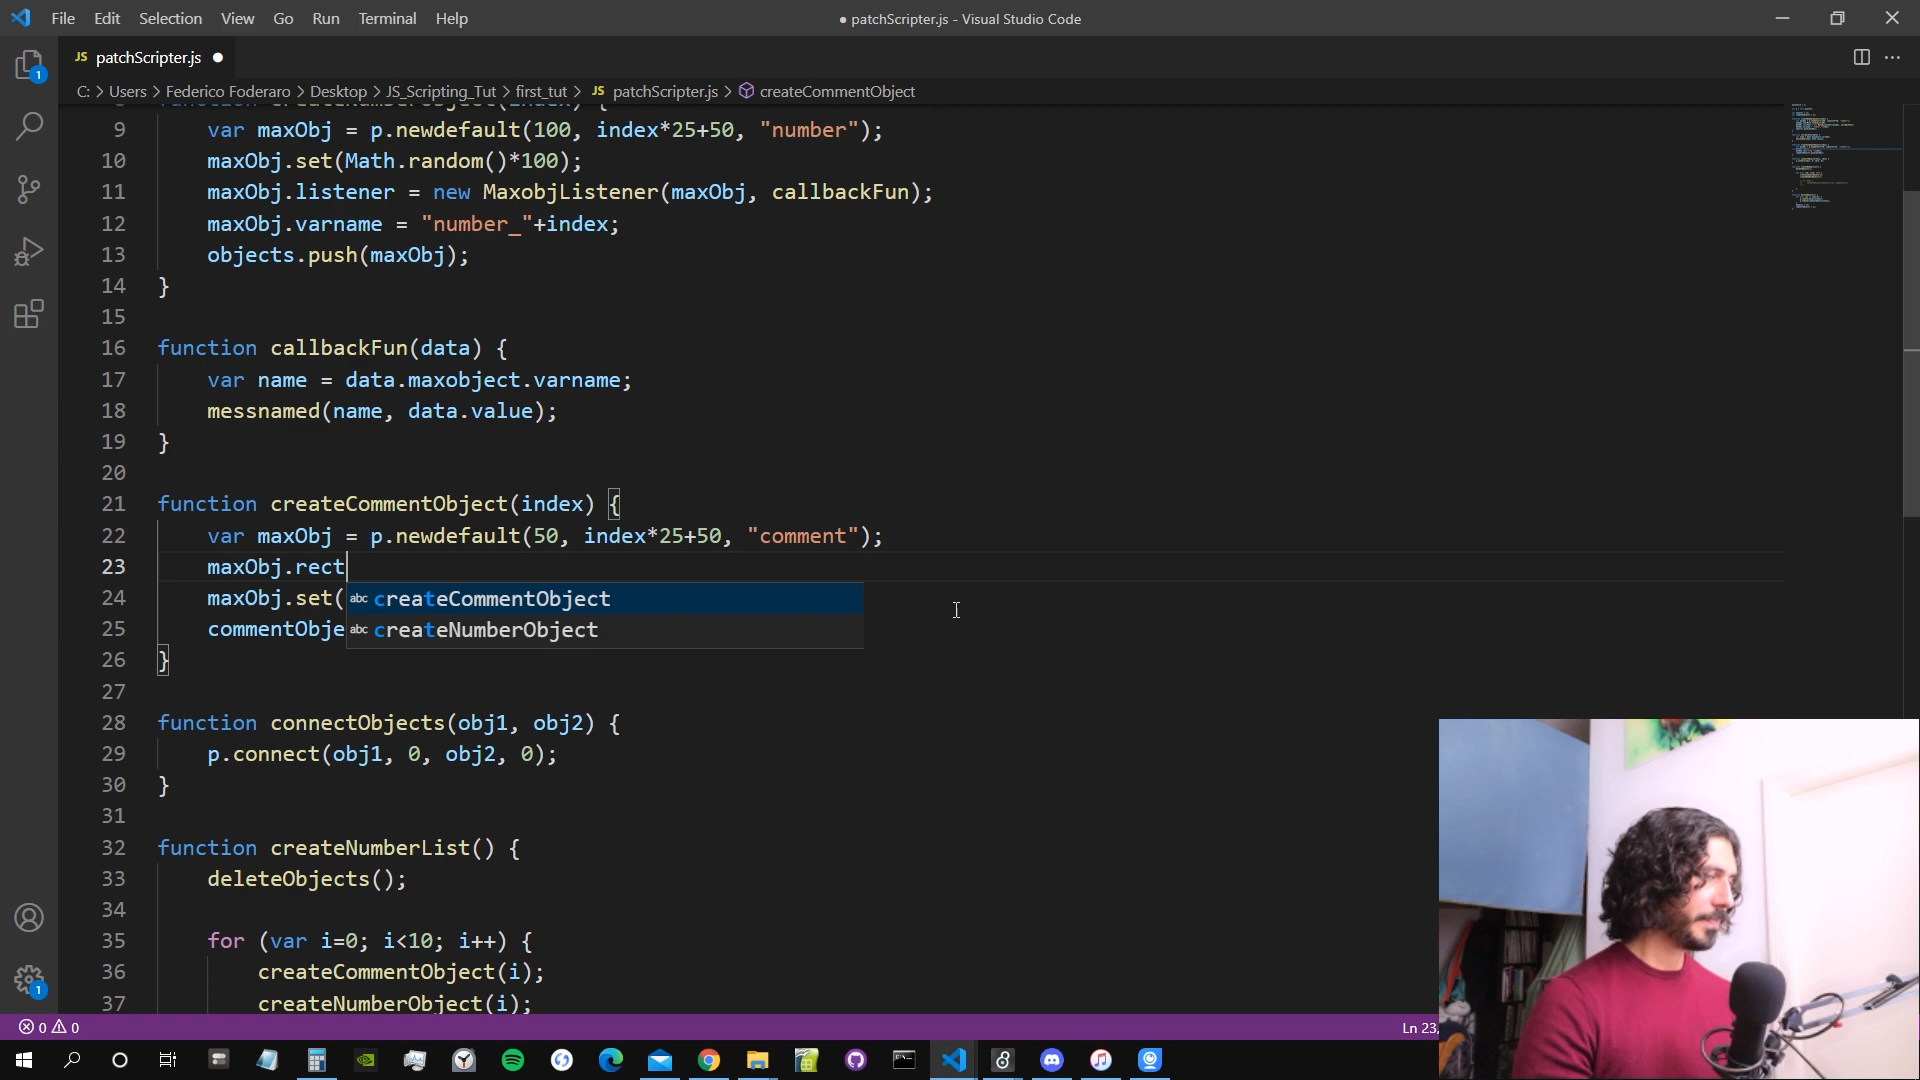 File Edit Selection View Go Run Terminal Help
● patchScripter.js - Visual Studio Code
JS patchScripter.js ●
C: > Users > Federico Foderaro > Desktop > JS_Scripting_Tut > first_tut > JS patchScripter.js > createCommentObject
9 var maxObj = p.newdefault(100, index*25+50, "number");
10 maxObj.set(Math.random()*100);
11 maxObj.listener = new MaxobjListener(maxObj, callbackFun);
12 maxObj.varname = "number_"+index;
13 objects.push(maxObj);
14 }
15
16 function callbackFun(data) {
17 var name = data.maxobject.varname;
18 messnamed(name, data.value);
19 }
20
21 function createCommentObject(index) {
22 var maxObj = p.newdefault(50, index*25+50, "comment");
23 maxObj.rect
24 maxObj.set(
abc createCommentObject
25 commentObje
abc createNumberObject
26 }
27
28 function connectObjects(obj1, obj2) {
29 p.connect(obj1, 0, obj2, 0);
30 }
31
32 function createNumberList() {
33 deleteObjects();
34
35 for (var i=0; i<10; i++) {
36 createCommentObject(i);
37 createNumberObject(i);
1
1
0 0
Ln 23,